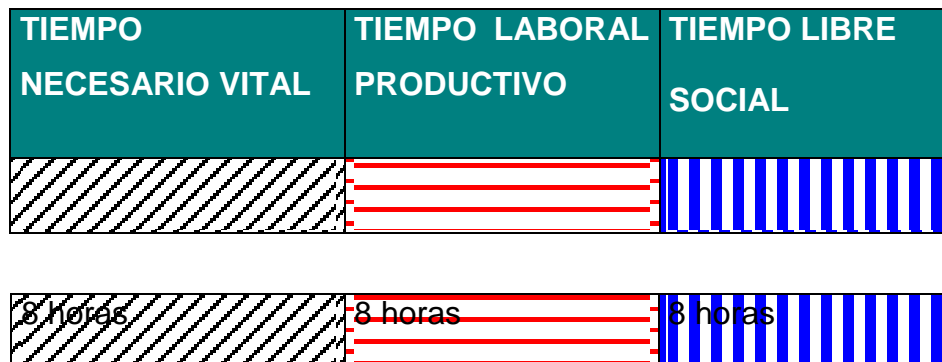 TIEMPO
NECESARIO VITAL
TIEMPO LABORAL
PRODUCTIVO
TIEMPO LIBRE
SOCIAL
8 horas
8 horas
8 horas